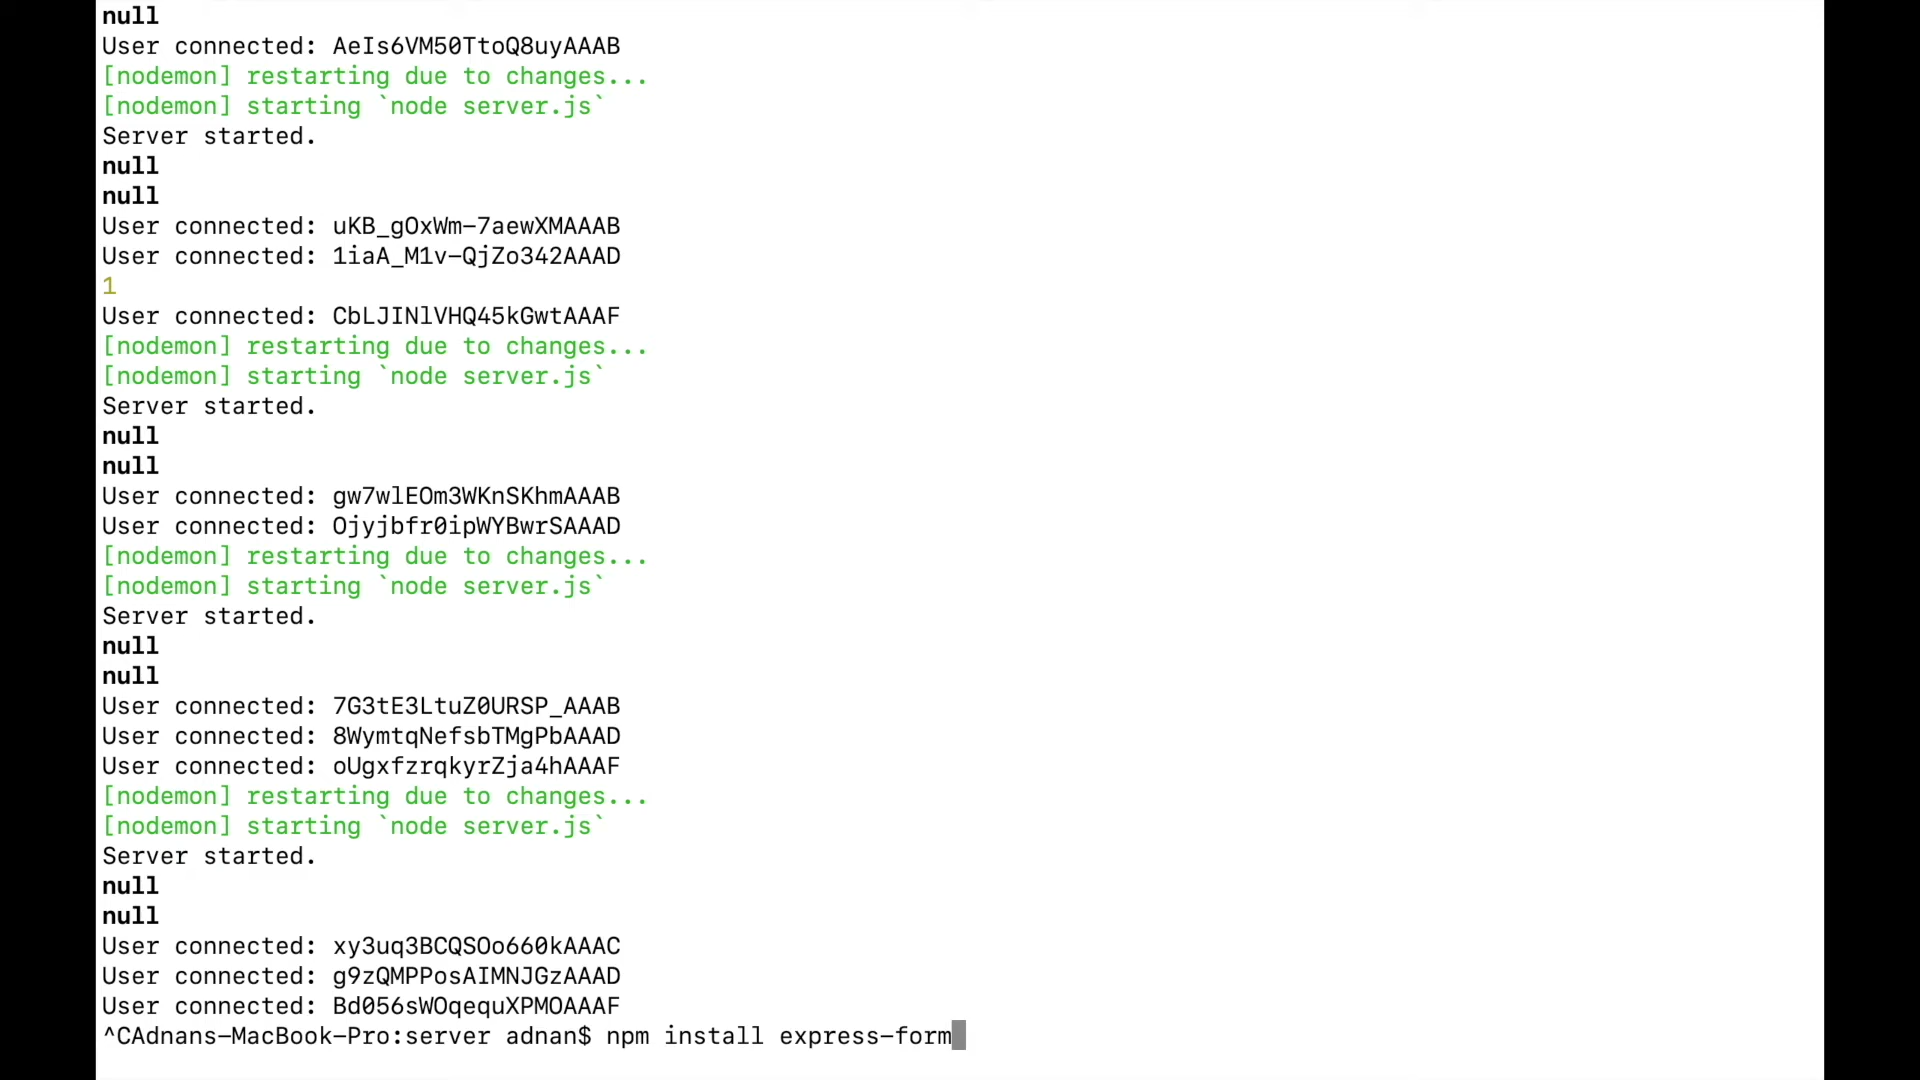 null
User connected: AeIs6VM50TtoQ8uyAAAB
[nodemon] restarting due to changes...
[nodemon] starting `node server.js`
Server started.
null
null
User connected: uKB_gOxWm-7aewXMAAAB
User connected: 1iaA_M1v-QjZo342AAAD
1
User connected: CbLJINlVHQ45kGwtAAAF
[nodemon] restarting due to changes...
[nodemon] starting `node server.js`
Server started.
null
null
User connected: gw7wlEOm3WKnSKhmAAAB
User connected: Ojyjbfr0ipWYBwrSAAAD
[nodemon] restarting due to changes...
[nodemon] starting `node server.js`
Server started.
null
null
User connected: 7G3tE3LtuZ0URSP_AAAB
User connected: 8WymtqNefsbTMgPbAAAD
User connected: oUgxfzrqkyrZja4hAAAF
[nodemon] restarting due to changes...
[nodemon] starting `node server.js`
Server started.
null
null
User connected: xy3uq3BCQSOo660kAAAC
User connected: g9zQMPPosAIMNJGzAAAD
User connected: Bd056sWOqequXPMOAAAF
^CAdnans-MacBook-Pro:server adnan$ npm install express-form